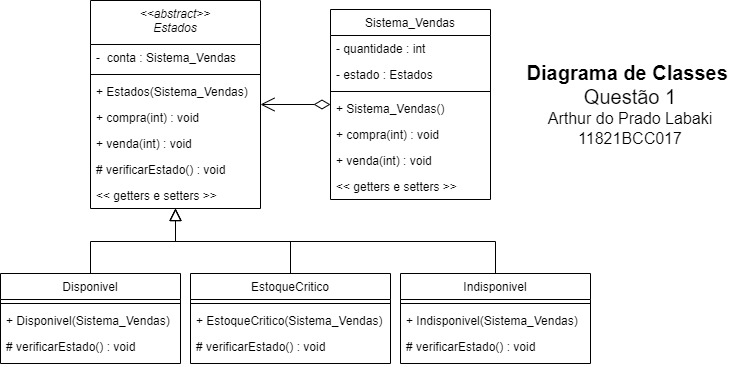 <<abstract>>
Estados
- conta : Sistema_Vendas
+ Estados(Sistema_Vendas)
+ compra(int) : void
+ venda(int) : void
# verificarEstado() : void
<< getters e setters >>
Sistema_Vendas
- quantidade : int
- estado : Estados
+ Sistema_Vendas()
+ compra(int) : void
+ venda(int) : void
<< getters e setters >>
Diagrama de Classes
Questão 1
Arthur do Prado Labaki
11821BCC017
Disponivel
+ Disponivel(Sistema_Vendas)
# verificarEstado() : void
EstoqueCritico
+ EstoqueCritico(Sistema_Vendas)
# verificarEstado() : void
Indisponivel
+ Indisponivel(Sistema_Vendas)
# verificarEstado() : void